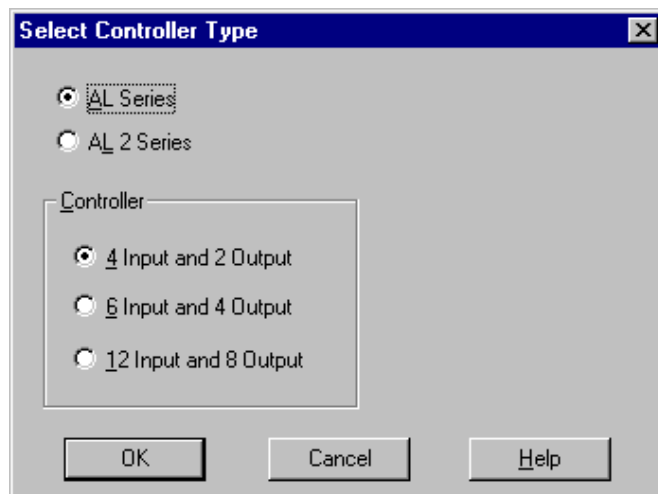 Select Controller Type
AL Series
AL 2 Series
Controller
4 Input and 2 Output
6 Input and 4 Output
12 Input and 8 Output
OK Cancel Help